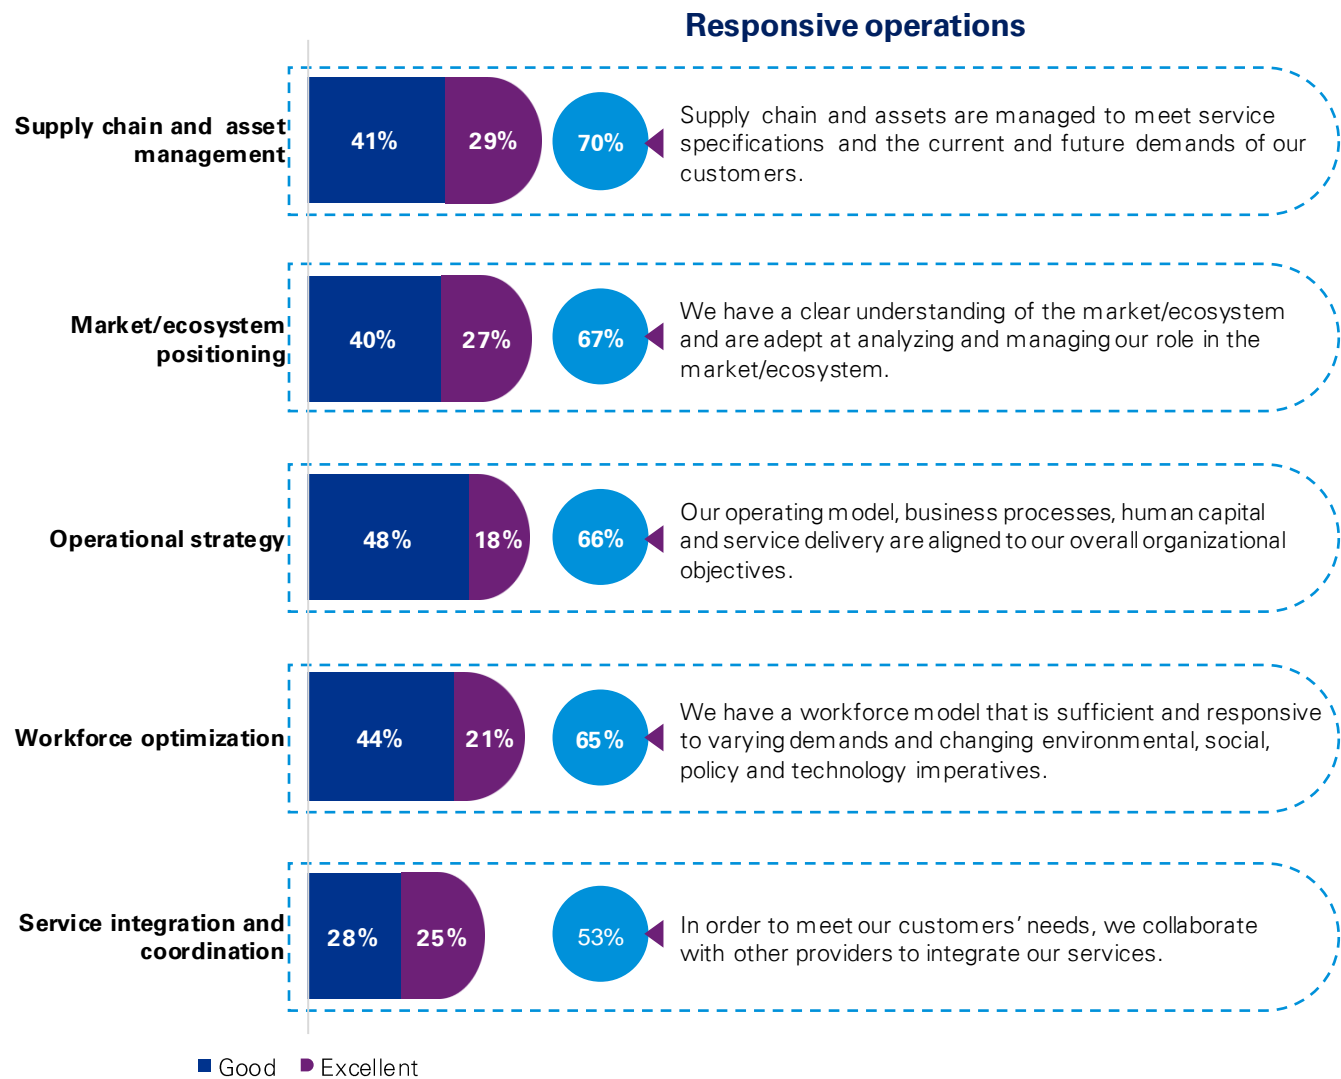 Responsive operations
Supply chain and asset
management
41%
29%
70%
Supply chain and assets are managed to meet service
specifications and the current and future demands of our
customers.
Market/ecosystem
positioning
40%
27%
67%
We have a clear understanding of the market/ecosystem
and are adept at analyzing and managing our role in the
market/ecosystem.
Operational strategy
48%
18%
66%
Our operating model, business processes, human capital
and service delivery are aligned to our overall organizational
objectives.
Workforce optimization
44%
21%
65%
We have a workforce model that is sufficient and responsive
to varying demands and changing environmental, social,
policy and technology imperatives.
Service integration and
coordination
28%
25%
53%
In order to meet our customers’ needs, we collaborate
with other providers to integrate our services.
Good
Excellent